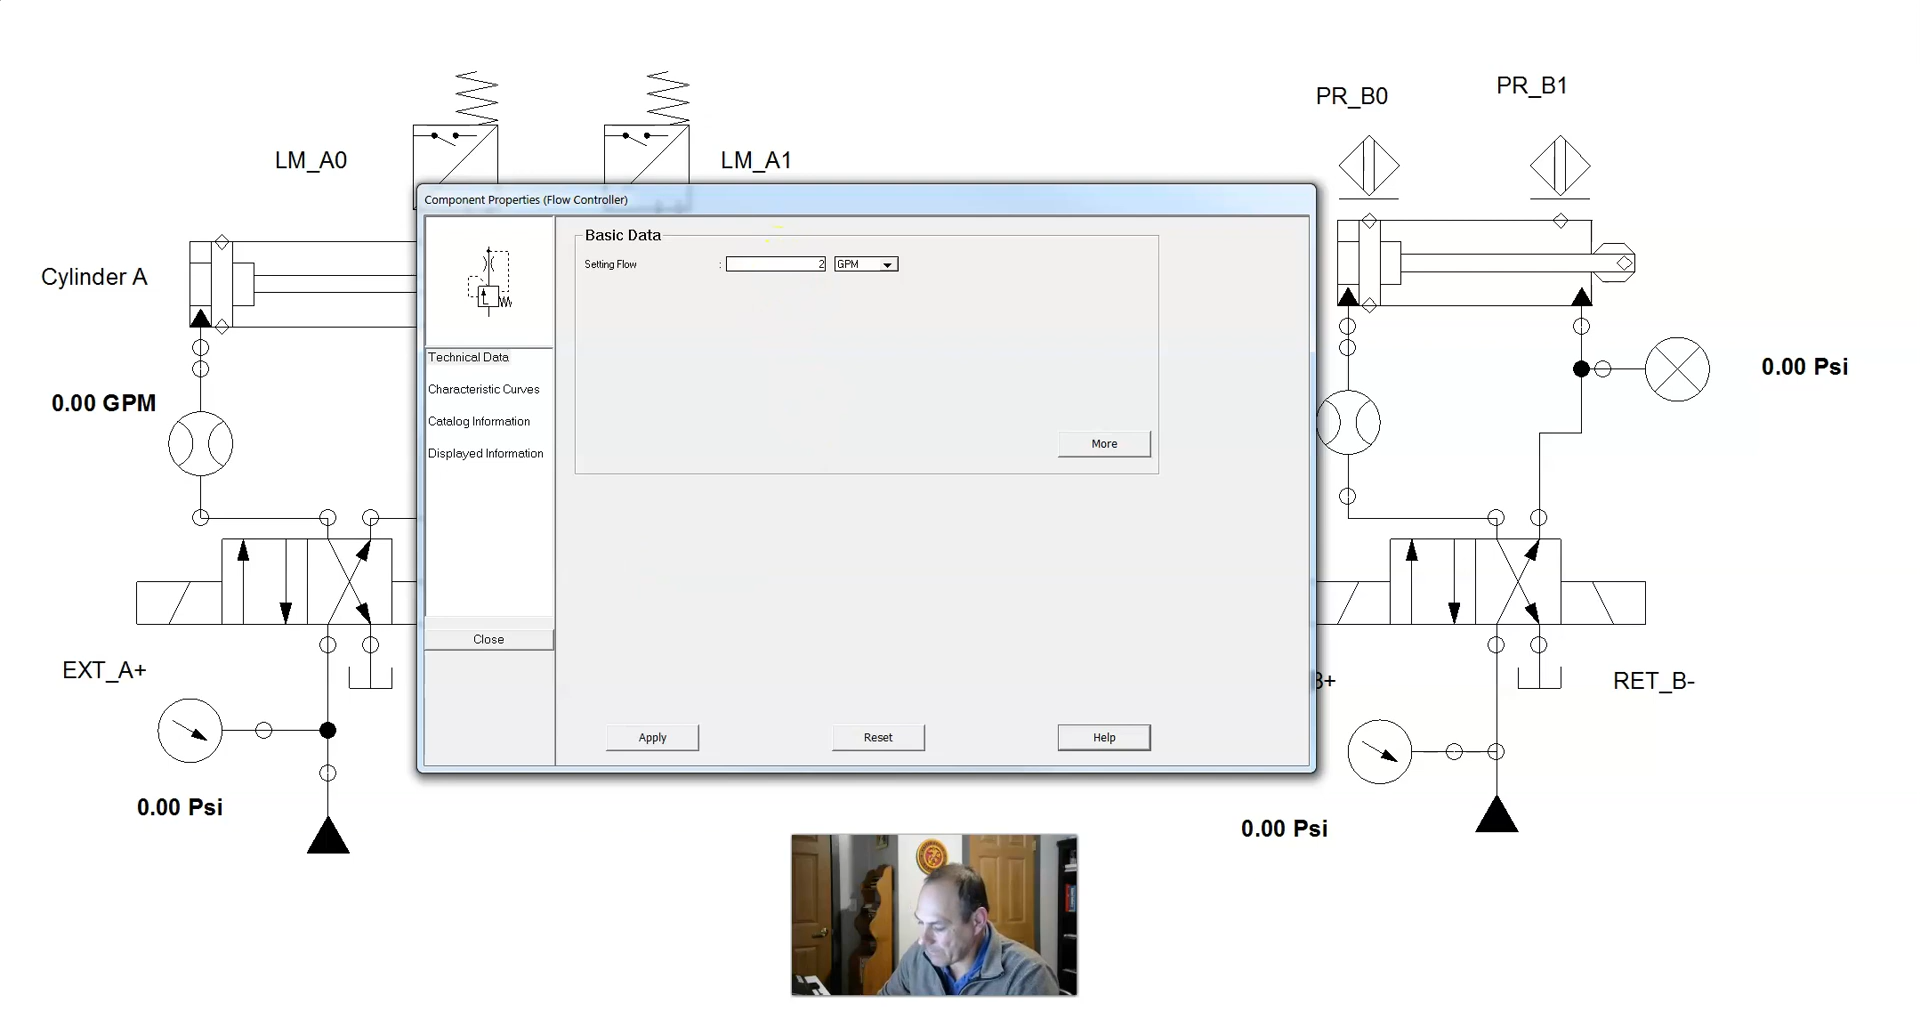 PR_B0
PR_B1
LM_A0
LM_A1
Component Properties (Flow Controller)
Basic Data
Setting Flow : 2 GPM
Cylinder A
Technical Data
Characteristic Curves
Catalog Information
Displayed Information
0.00 Psi
0.00 GPM
More
Close
EXT_A+
B+
RET_B-
Apply
Reset
Help
0.00 Psi
0.00 Psi